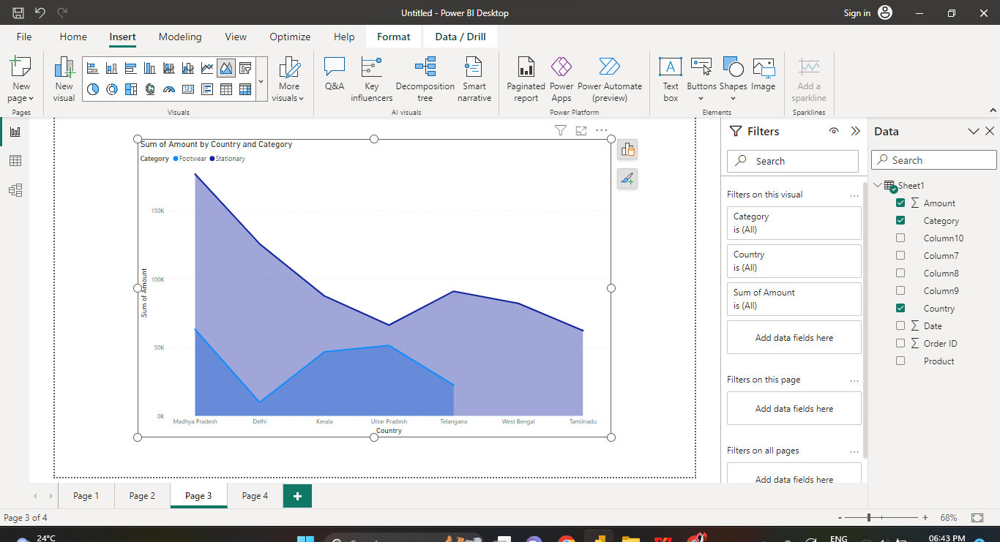 Untitled - Power BI Desktop
Sign in
File Home Insert Modeling View Optimize Help Format Data / Drill
New page
New visual
More visuals
Q&A
Key influencers
Decomposition tree
Smart narrative
Paginated report
Power Apps
Power Automate (preview)
Text box
Buttons
Shapes
Image
Add a sparkline
Pages
Visuals
AI visuals
Power Platform
Elements
Sparklines
Sum of Amount by Country and Category
Category Footwear Stationary
150K
100K
50K
0K
Sum of Amount
Madhya Pradesh Delhi Kerala Uttar Pradesh Telangana West Bengal Tamilnadu
Country
Filters
Search
Filters on this visual
Category
is (All)
Country
is (All)
Sum of Amount
is (All)
Add data fields here
Filters on this page
Add data fields here
Filters on all pages
Add data fields here
Data
Search
Sheet1
Amount
Category
Column10
Column7
Column8
Column9
Country
Date
Order ID
Product
Page 1 Page 2 Page 3 Page 4
Page 3 of 4
68%
24°C
ENG
06:43 PM